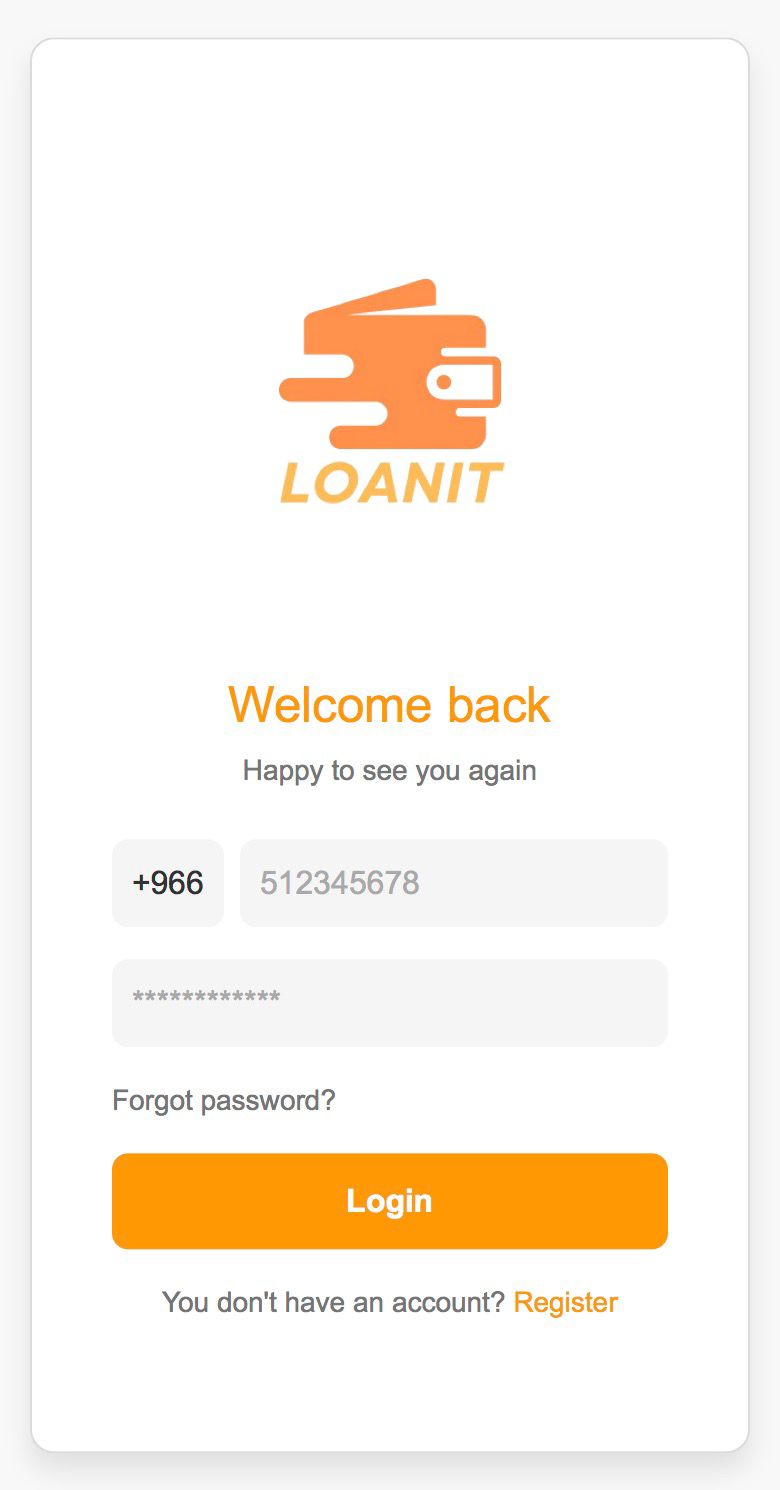 LOANIT
Welcome back
Happy to see you again
+966 512345678
************
Forgot password?
Login
You don't have an account? Register